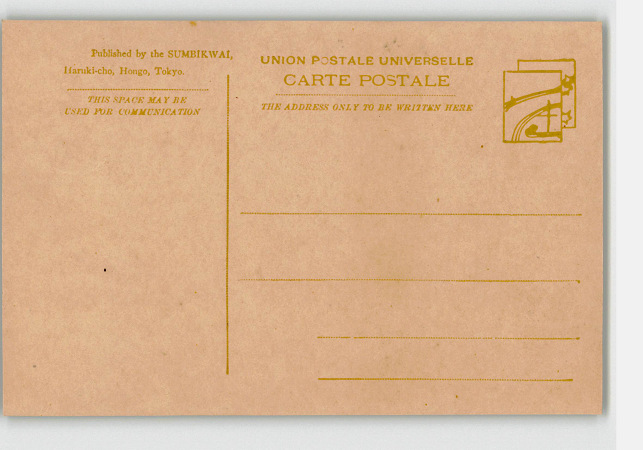 Published by the SUMBIKWAI,
Haruki-cho, Hongo, Tokyo.
THIS SPACE MAY BE
USED FOR COMMUNICATION
UNION POSTALE UNIVERSELLE
CARTE POSTALE
THE ADDRESS ONLY TO BE WRITTEN HERE